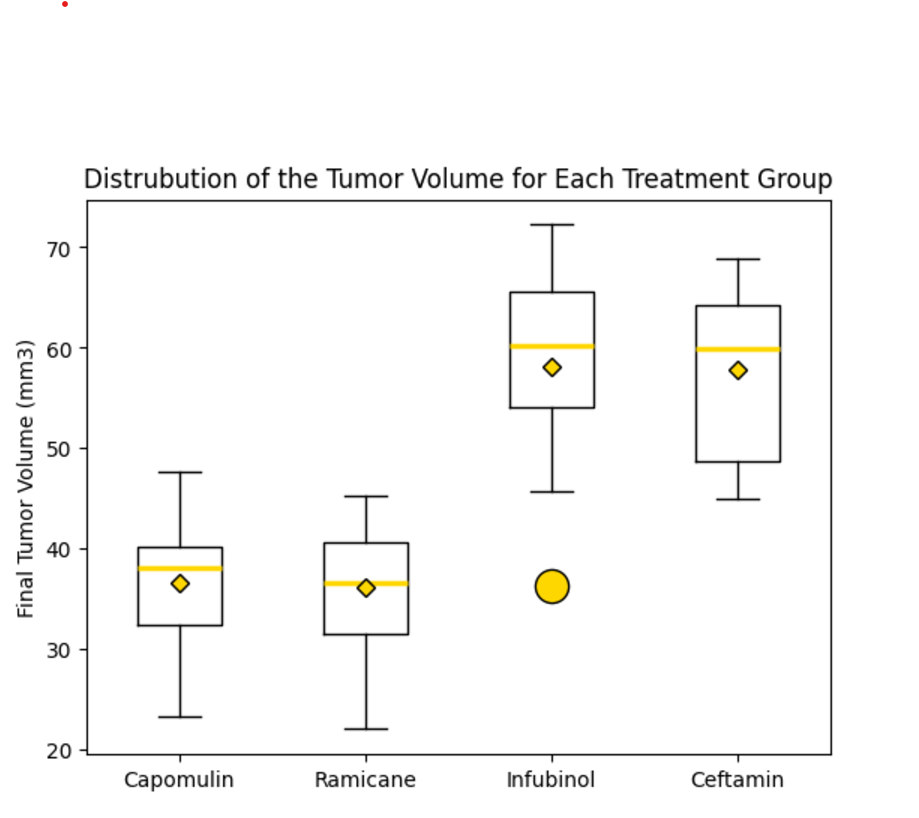 Distrubution of the Tumor Volume for Each Treatment Group
Final Tumor Volume (mm3)
70
60
50
40
30
20
Capomulin Ramicane Infubinol Ceftamin